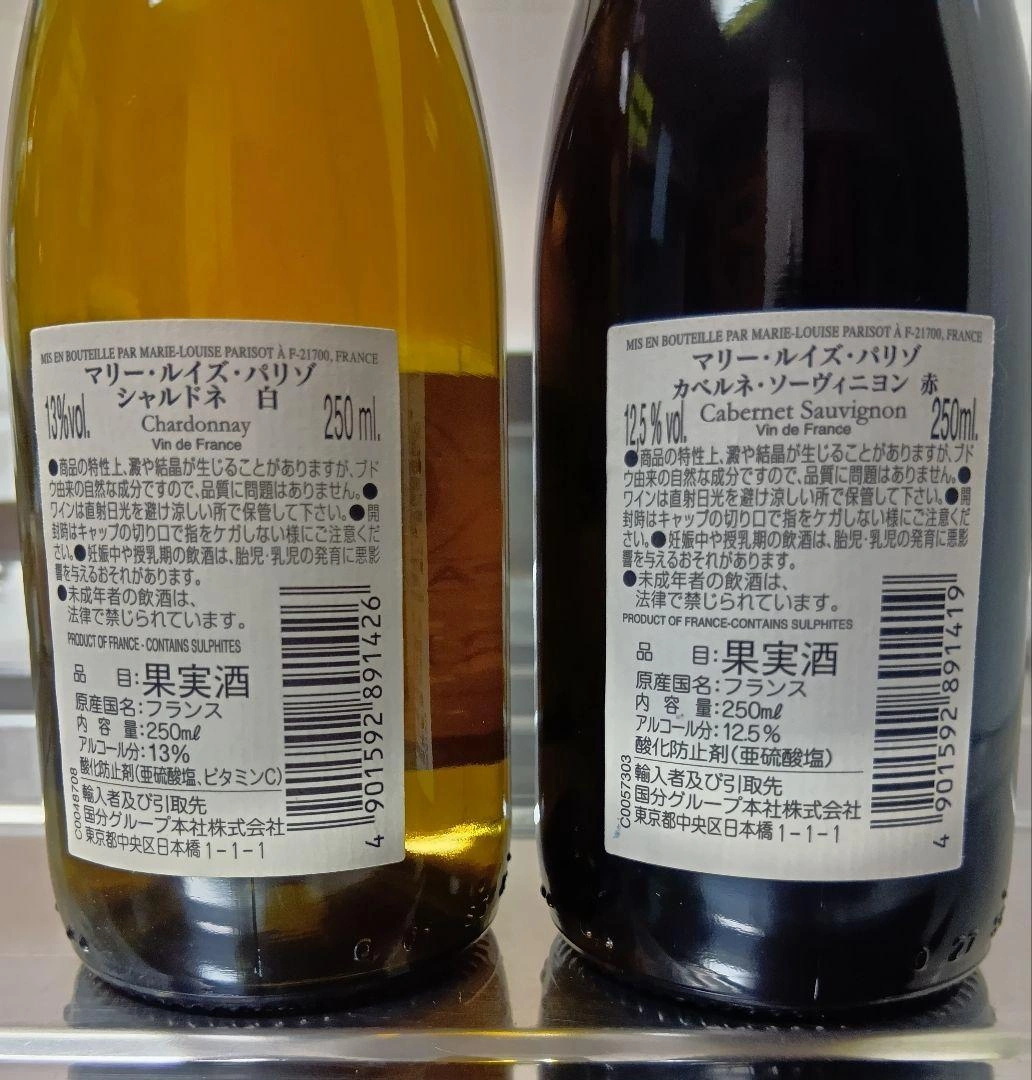 MIS EN BOUTEILLE PAR MARIE-LOUISE PARISOT À F-21700, FRANCE
マリー・ルイズ・パリゾ
シャルドネ 白
13%vol.
Chardonnay
250 ml.
Vin de France
●商品の特性上、澱や結晶が生じることがありますが、ブド
ウ由来の自然な成分ですので、品質に問題はありません。●
ワインは直射日光を避け涼しい所で保管して下さい。●開
封時はキャップの切り口で指をケガしない様にご注意くだ
さい。●妊娠中や授乳期の飲酒は、胎児・乳児の発育に悪影
響を与えるおそれがあります。
●未成年者の飲酒は、
法律で禁じられています。
PRODUCT OF FRANCE - CONTAINS SULPHITES
品 目:果実酒
原産国名:フランス
内 容 量:250mℓ
アルコール分:13%
酸化防止剤(亜硫酸塩、ビタミンC)
輸入者及び引取先
国分グループ本社株式会社
東京都中央区日本橋1-1-1
C0048708
4 901592 891426
MIS EN BOUTEILLE PAR MARIE-LOUISE PARISOT À F-21700, FRANCE
マリー・ルイズ・パリゾ
カベルネ・ソーヴィニヨン 赤
12,5 % vol.
Cabernet Sauvignon
250ml.
Vin de France
●商品の特性上、澱や結晶が生じることがありますが、ブド
ウ由来の自然な成分ですので、品質に問題はありません。●
ワインは直射日光を避け涼しい所で保管して下さい。●開
封時はキャップの切り口で指をケガしない様にご注意くだ
さい。●妊娠中や授乳期の飲酒は、胎児・乳児の発育に悪影
響を与えるおそれがあります。
●未成年者の飲酒は、
法律で禁じられています。
PRODUCT OF FRANCE-CONTAINS SULPHITES
品 目:果実酒
原産国名:フランス
内 容 量:250mℓ
アルコール分:12.5%
酸化防止剤(亜硫酸塩)
輸入者及び引取先
国分グループ本社株式会社
東京都中央区日本橋1-1-1
C0057303
4 901592 891419